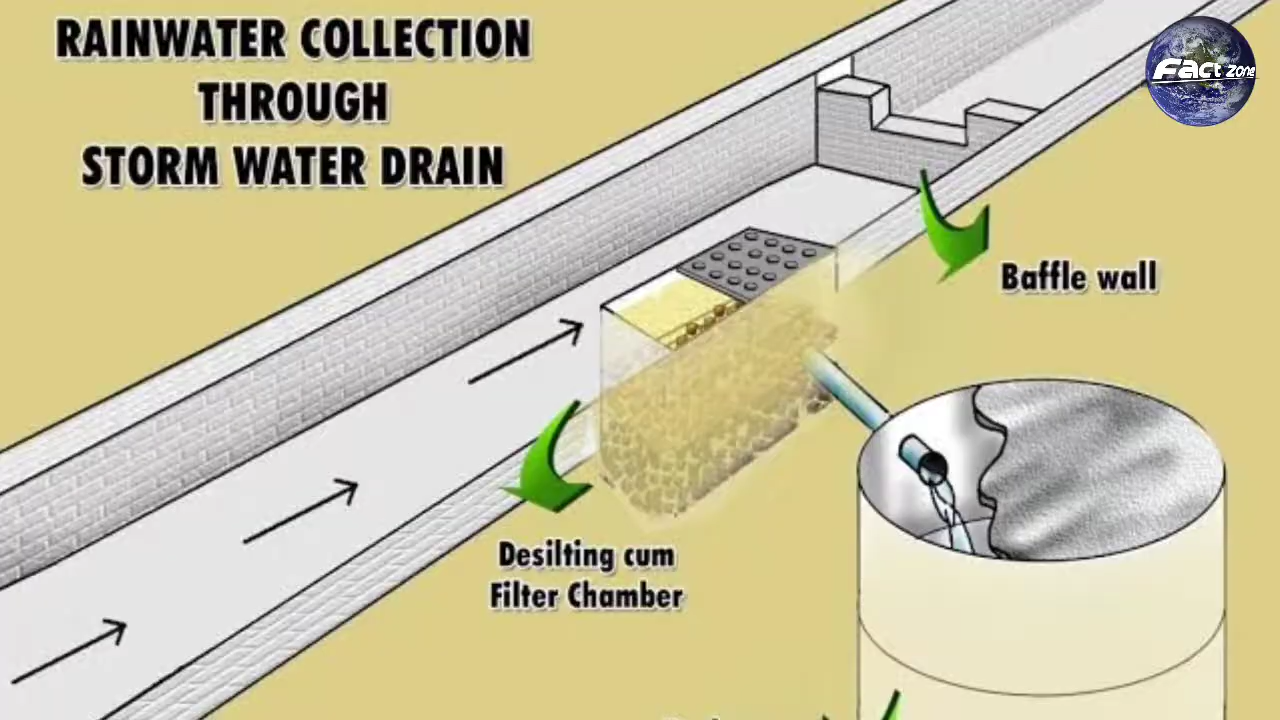 RAINWATER COLLECTION
THROUGH
STORM WATER DRAIN
Fact zone
Baffle wall
Desilting cum
Filter Chamber